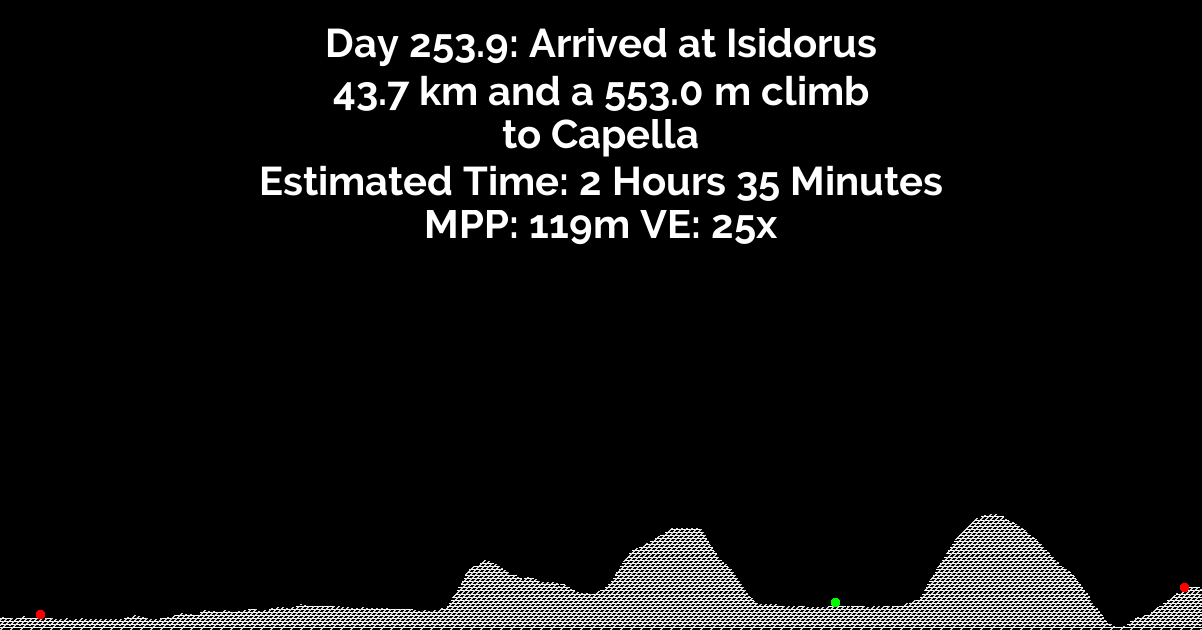 Day 253.9: Arrived at Isidorus
43.7 km and a 553.0 m climb
to Capella
Estimated Time: 2 Hours 35 Minutes
MPP: 119m VE: 25x